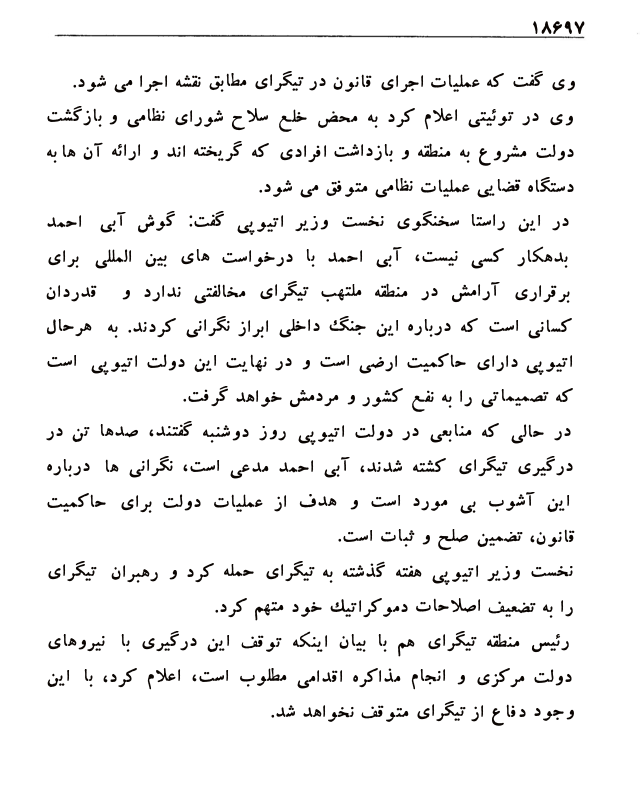 ۱۸۶۹۷
وی گفت که عملیات اجرای قانون در تیگرای مطابق نقشه اجرا می شود.
وی در توئیتی اعلام کرد به محض خلع سلاح شورای نظامی و بازگشت
دولت مشروع به منطقه و بازداشت افرادی که گریخته اند و ارائه آن ها به
دستگاه قضایی عملیات نظامی متوقف می شود.
در این راستا سخنگوی نخست وزیر اتیوپی گفت: گوش آبی احمد
بدهکار کسی نیست، آبی احمد با درخواست های بین المللی برای
برقراری آرامش در منطقه ملتهب تیگرای مخالفتی ندارد و قدردان
کسانی است که درباره این جنگ داخلی ابراز نگرانی کردند. به هرحال
اتیوپی دارای حاکمیت ارضی است و در نهایت این دولت اتیوپی است
که تصمیماتی را به نفع کشور و مردمش خواهد گرفت.
در حالی که منابعی در دولت اتیوپی روز دوشنبه گفتند، صدها تن در
درگیری تیگرای کشته شدند، آبی احمد مدعی است، نگرانی ها درباره
این آشوب بی مورد است و هدف از عملیات دولت برای حاکمیت
قانون، تضمین صلح و ثبات است.
نخست وزیر اتیوپی هفته گذشته به تیگرای حمله کرد و رهبران تیگرای
را به تضعیف اصلاحات دموکراتیک خود متهم کرد.
رئیس منطقه تیگرای هم با بیان اینکه توقف این درگیری با نیروهای
دولت مرکزی و انجام مذاکره اقدامی مطلوب است، اعلام کرد، با این
وجود دفاع از تیگرای متوقف نخواهد شد.